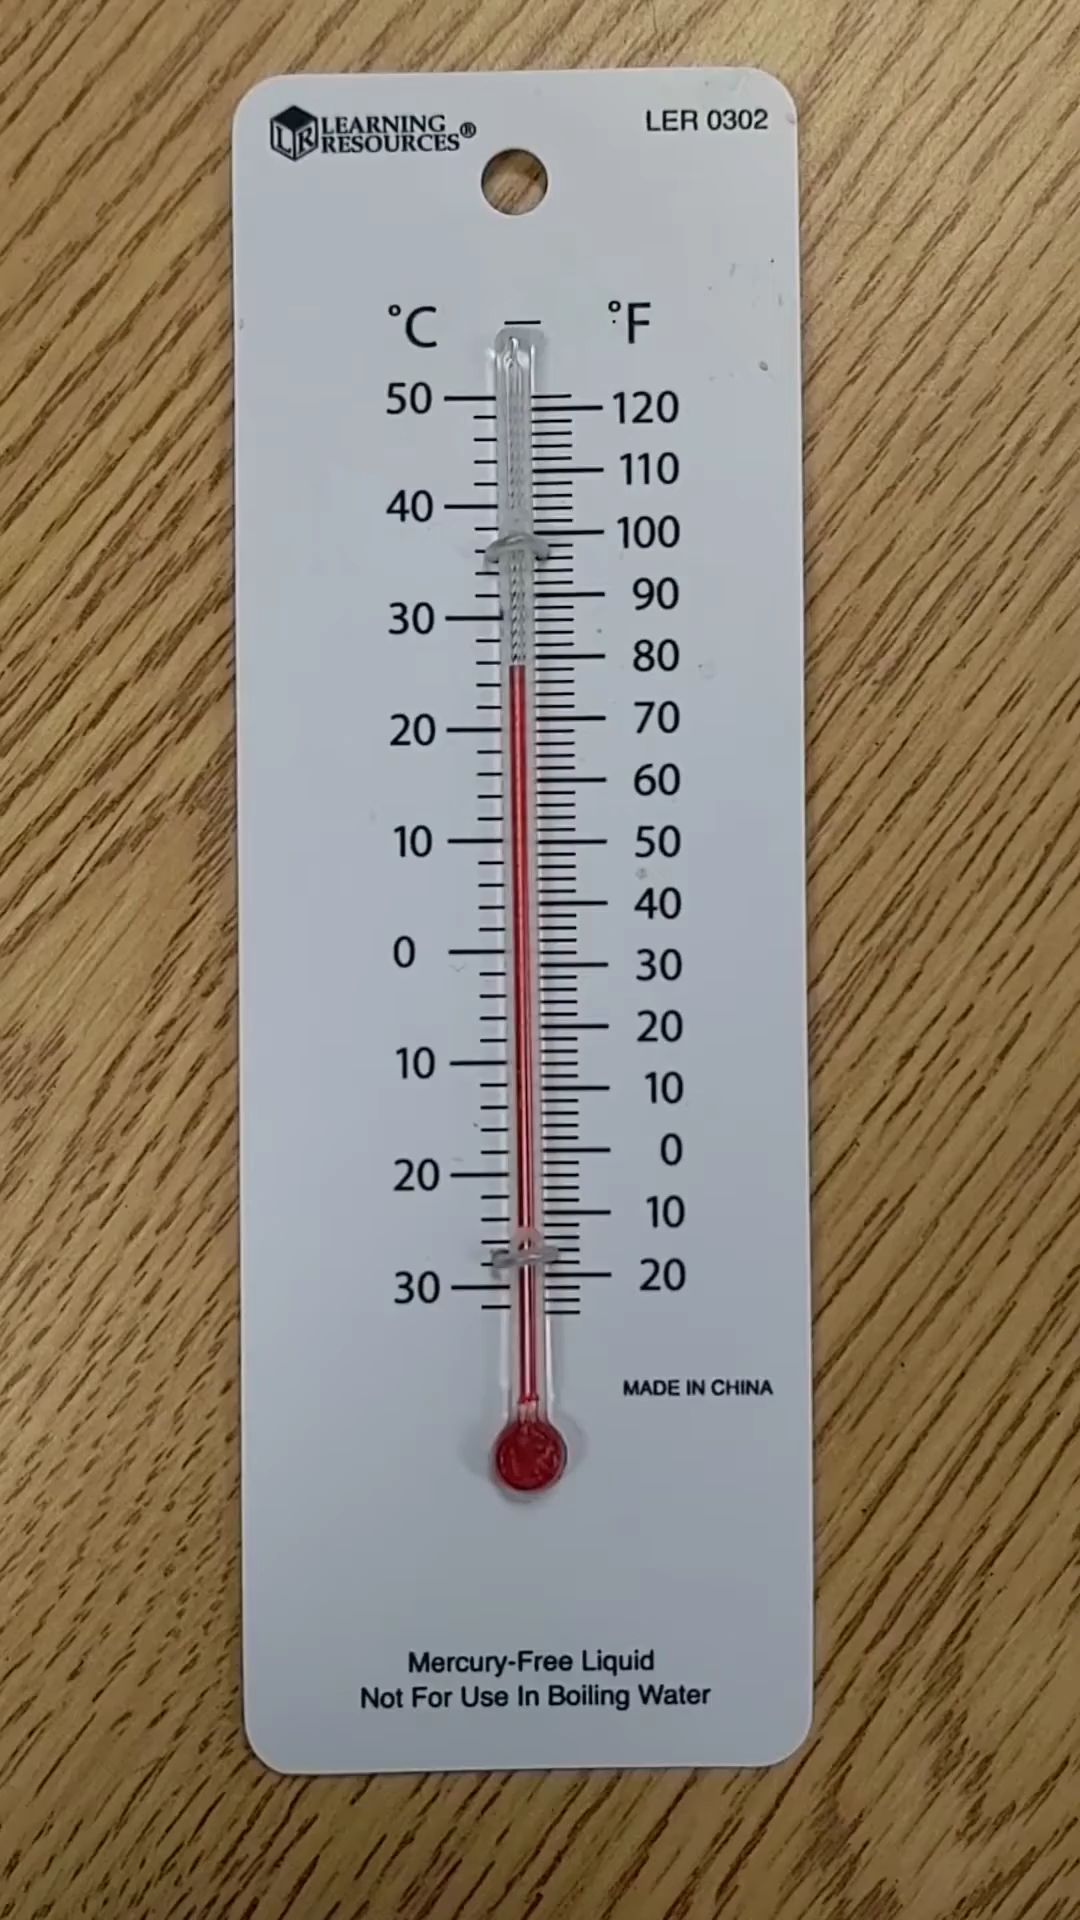 LEARNING
RESOURCES®
LER 0302
°C °F
50 120
110
40 100
90
30 80
20 70
60
10 50
40
0 30
20
10 10
0
20 10
30 20
MADE IN CHINA
Mercury-Free Liquid
Not For Use In Boiling Water